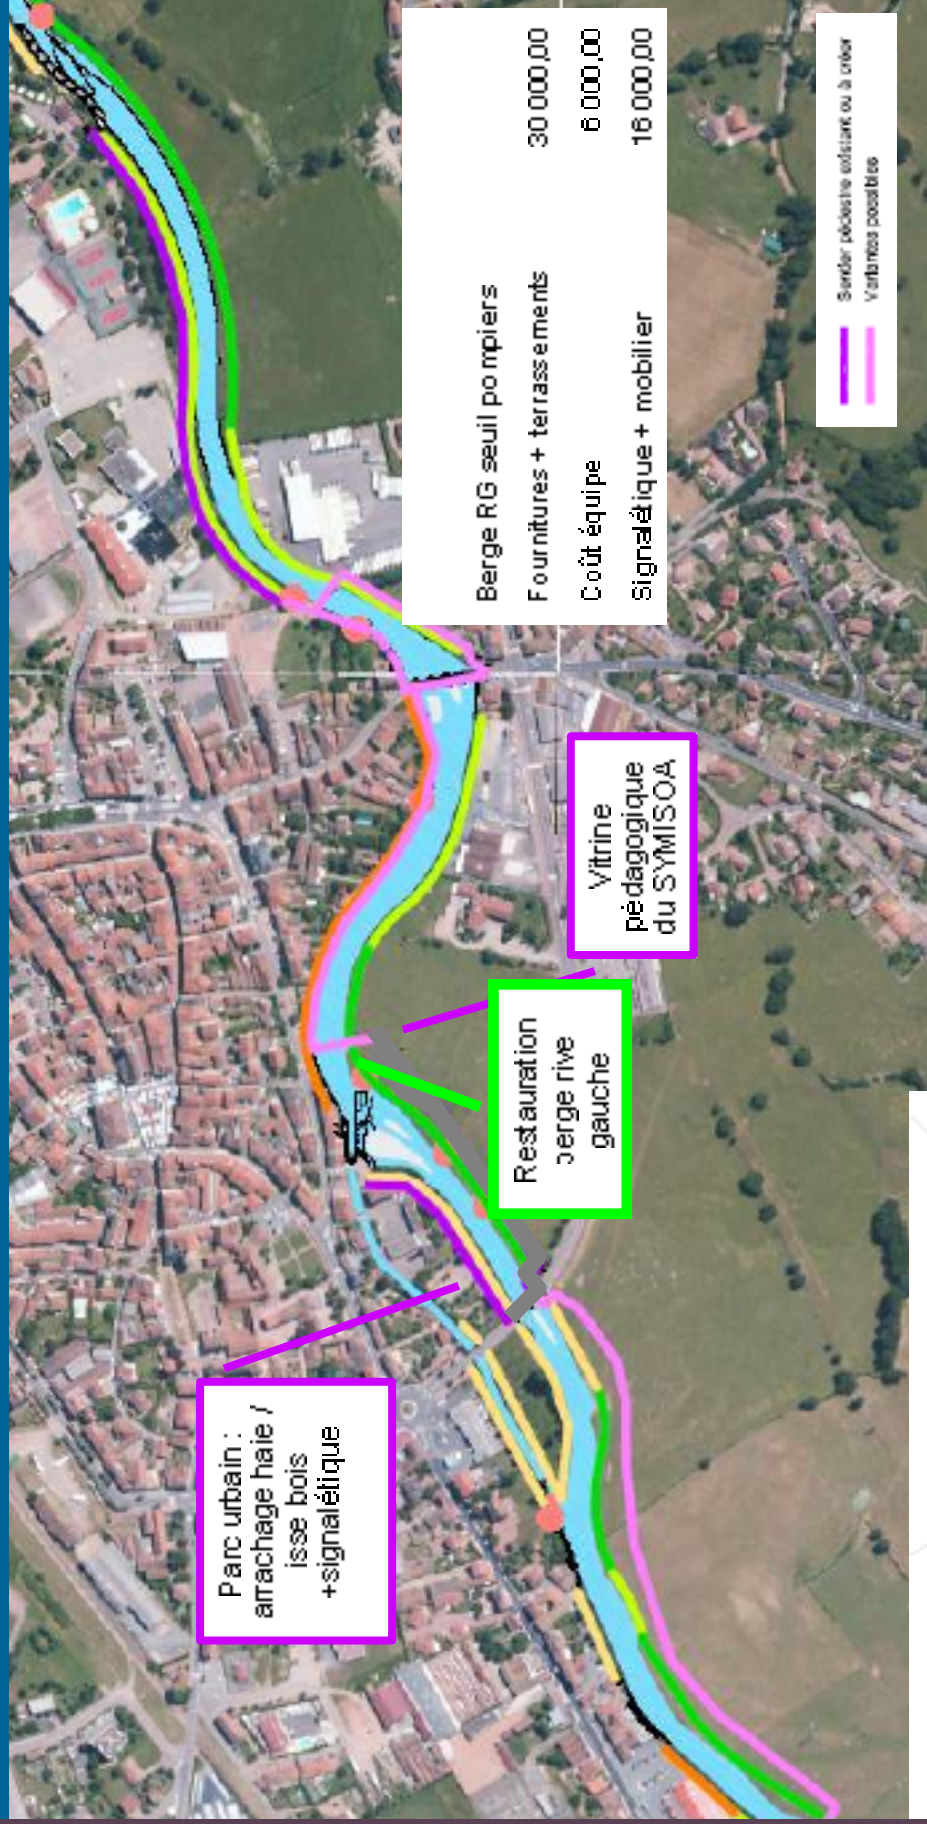 Parc urbain :
arrachage haie /
isse bois
+signalétique
Restauration
berge rive
gauche
Vitrine
pédagogique
du SYMISOA
Berge RG seuil pompiers
Fournitures + terrassements 30 000,00
Coût équipe 6 000,00
Signalétique + mobilier 16 000,00
Sentier pédestre existant ou à créer
Variantes possibles